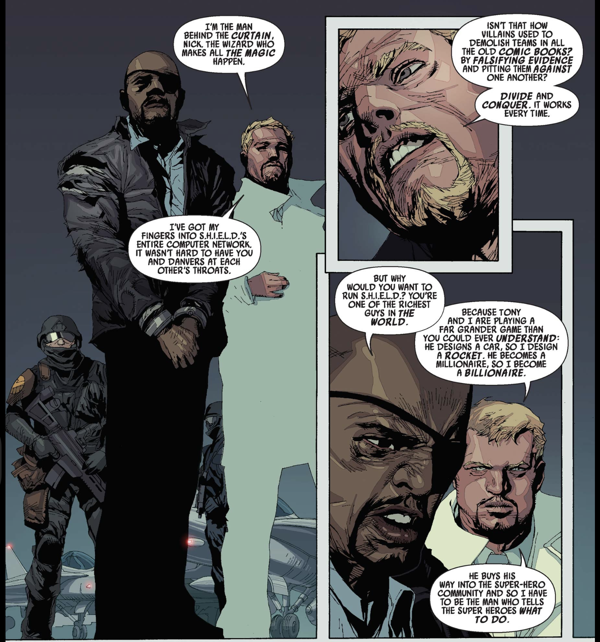 I'M THE MAN
BEHIND THE CURTAIN,
NICK. THE WIZARD WHO
MAKES ALL THE MAGIC
HAPPEN.
I'VE GOT MY
FINGERS INTO S.H.I.E.L.D.'S
ENTIRE COMPUTER NETWORK.
IT WASN'T HARD TO HAVE YOU
AND DANVERS AT EACH
OTHER'S THROATS.
ISN'T THAT HOW
VILLAINS USED TO
DEMOLISH TEAMS IN ALL
THE OLD COMIC BOOKS?
BY FALSIFYING EVIDENCE
AND PITTING THEM AGAINST
ONE ANOTHER?
DIVIDE AND
CONQUER. IT WORKS
EVERY TIME.
BUT WHY
WOULD YOU WANT TO
RUN S.H.I.E.L.D.? YOU'RE
ONE OF THE RICHEST
GUYS IN THE
WORLD.
BECAUSE TONY
AND I ARE PLAYING A
FAR GRANDER GAME THAN
YOU COULD EVER UNDERSTAND:
HE DESIGNS A CAR, SO I DESIGN
A ROCKET. HE BECOMES A
MILLIONAIRE, SO I BECOME
A BILLIONAIRE.
HE BUYS HIS
WAY INTO THE SUPER-HERO
COMMUNITY AND SO I HAVE
TO BE THE MAN WHO TELLS
THE SUPER HEROES WHAT
TO DO.